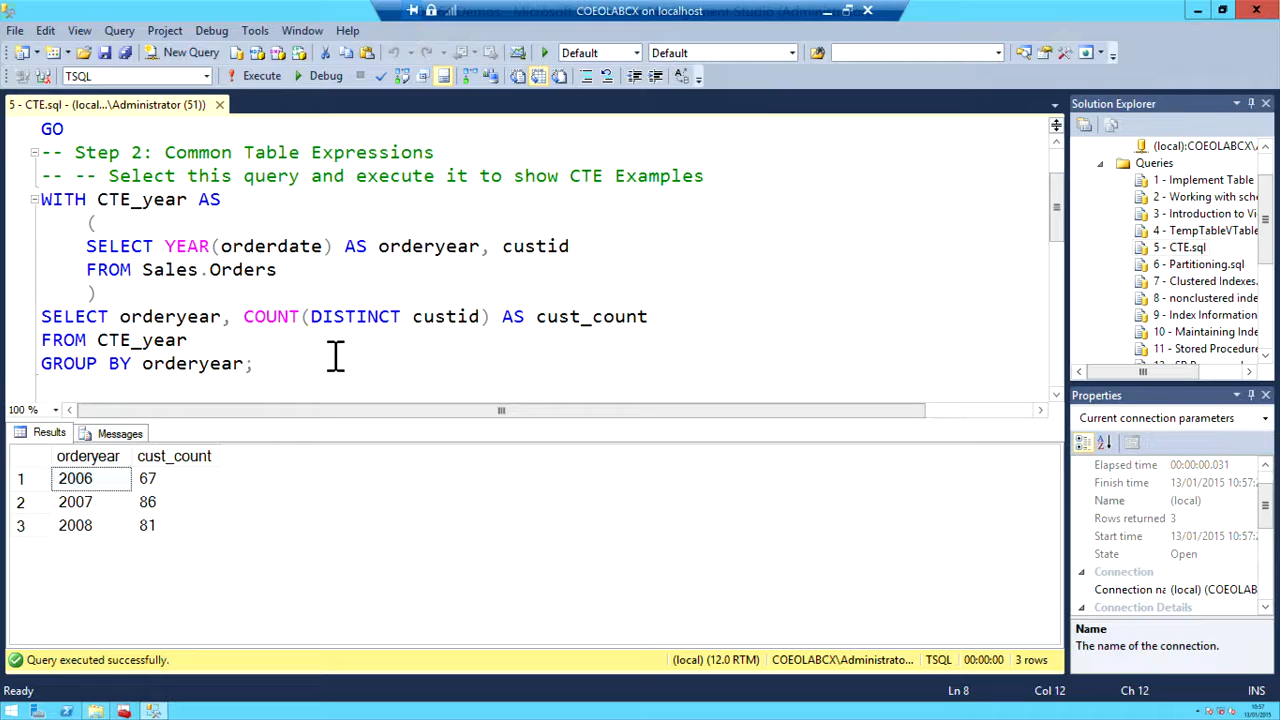 COEOLABCX on localhost
File Edit View Query Project Debug Tools Window Help
New Query Default Default
TSQL Execute Debug
5 - CTE.sql - (local...\Administrator (51))
GO
-- Step 2: Common Table Expressions
-- -- Select this query and execute it to show CTE Examples
WITH CTE_year AS
(
SELECT YEAR(orderdate) AS orderyear, custid
FROM Sales.Orders
)
SELECT orderyear, COUNT(DISTINCT custid) AS cust_count
FROM CTE_year
GROUP BY orderyear;
100 %
Results Messages
orderyear cust_count
1 2006 67
2 2007 86
3 2008 81
Query executed successfully. (local) (12.0 RTM) COEOLABCX\Administrato... TSQL 00:00:00 3 rows
Solution Explorer
(local):COEOLABCX\
Queries
1 - Implement Table
2 - Working with sche
3 - Introduction to Vi
4 - TempTableVTable
5 - CTE.sql
6 - Partitioning.sql
7 - Clustered Indexes.
8 - nonclustered inde
9 - Index Information
10 - Maintaining Inde
11 - Stored Procedure
Properties
Current connection parameters
Elapsed time 00:00:00.031
Finish time 13/01/2015 10:57:
Name (local)
Rows returned 3
Start time 13/01/2015 10:57:
State Open
Connection
Connection na (local) (COEOLAB
Connection Details
Name
The name of the connection.
Ready Ln 8 Col 12 Ch 12 INS
10:57
13/01/2015